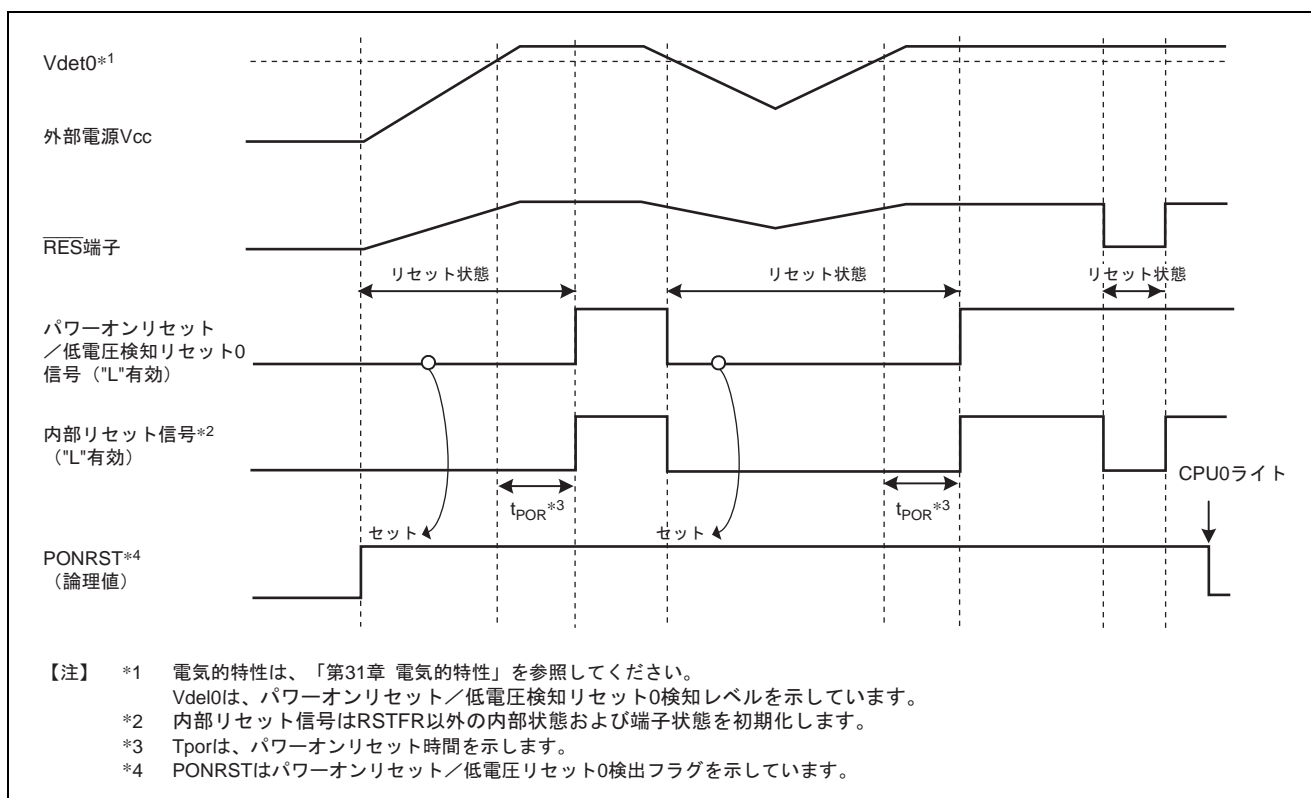 Vdet0*1
外部電源Vcc
RES端子
リセット状態
リセット状態
リセット状態
パワーオンリセット
／低電圧検知リセット0
信号（"L"有効）
内部リセット信号*2
（"L"有効）
CPU0ライト
tPOR*3
tPOR*3
セット
セット
PONRST*4
（論理値）
【注】 *1 電気的特性は、「第31章 電気的特性」を参照してください。
Vdel0は、パワーオンリセット／低電圧検知リセット0検知レベルを示しています。
*2 内部リセット信号はRSTFR以外の内部状態および端子状態を初期化します。
*3 Tporは、パワーオンリセット時間を示します。
*4 PONRSTはパワーオンリセット／低電圧リセット0検出フラグを示しています。